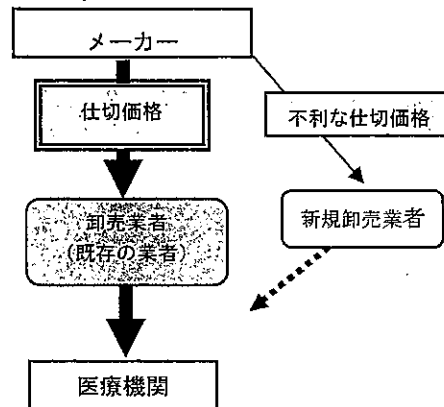 メーカー
仕切価格
不利な仕切価格
卸売業者
(既存の業者)
新規卸売業者
医療機関